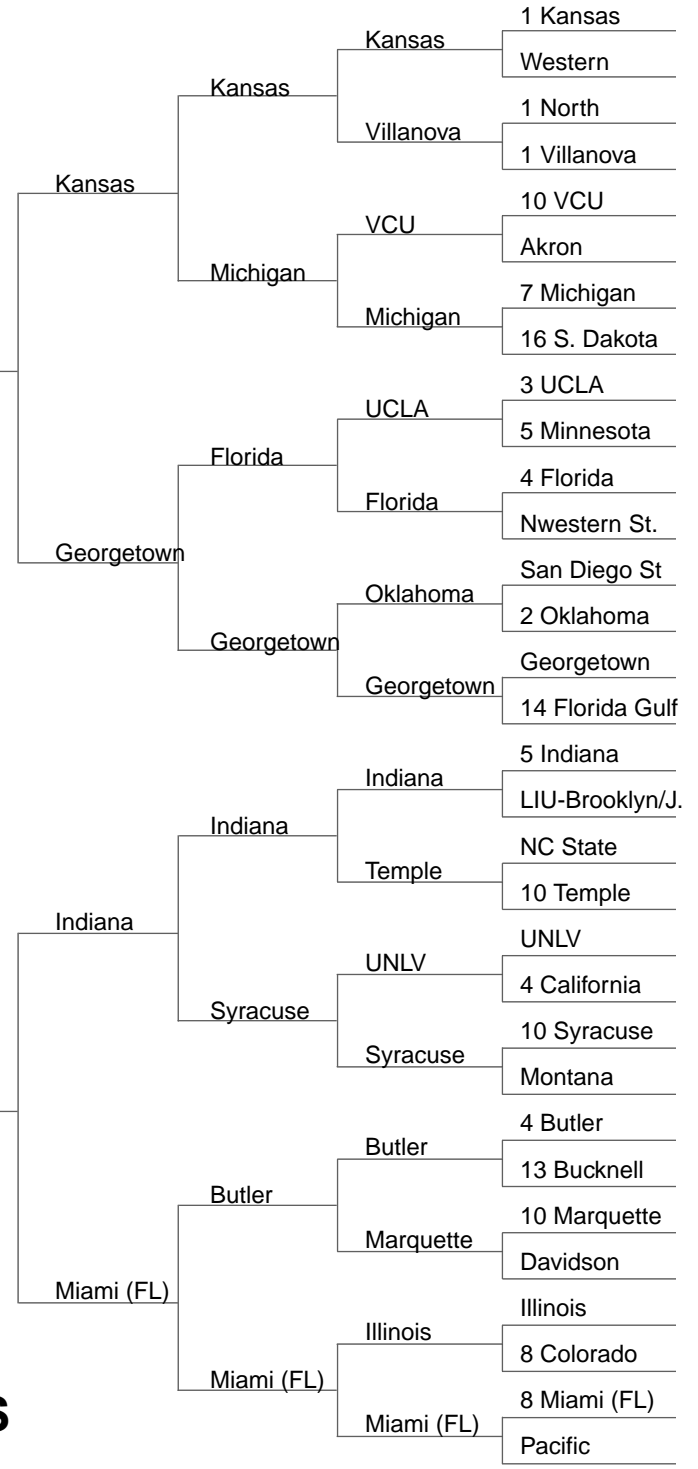 1 Kansas
Kansas
Western
Kansas
1 North
Villanova
1 Villanova
Kansas
10 VCU
VCU
Akron
Michigan
7 Michigan
Michigan
16 S. Dakota
3 UCLA
UCLA
5 Minnesota
Florida
4 Florida
Florida
Nwestern St.
Georgetown
San Diego St
Oklahoma
2 Oklahoma
Georgetown
Georgetown
Georgetown
14 Florida Gulf
5 Indiana
Indiana
LIU-Brooklyn/J.
Indiana
NC State
Temple
10 Temple
Indiana
UNLV
UNLV
4 California
Syracuse
10 Syracuse
Syracuse
Montana
4 Butler
Butler
13 Bucknell
Butler
10 Marquette
Marquette
Davidson
Miami (FL)
Illinois
Illinois
8 Colorado
Miami (FL)
8 Miami (FL)
Miami (FL)
Pacific
s